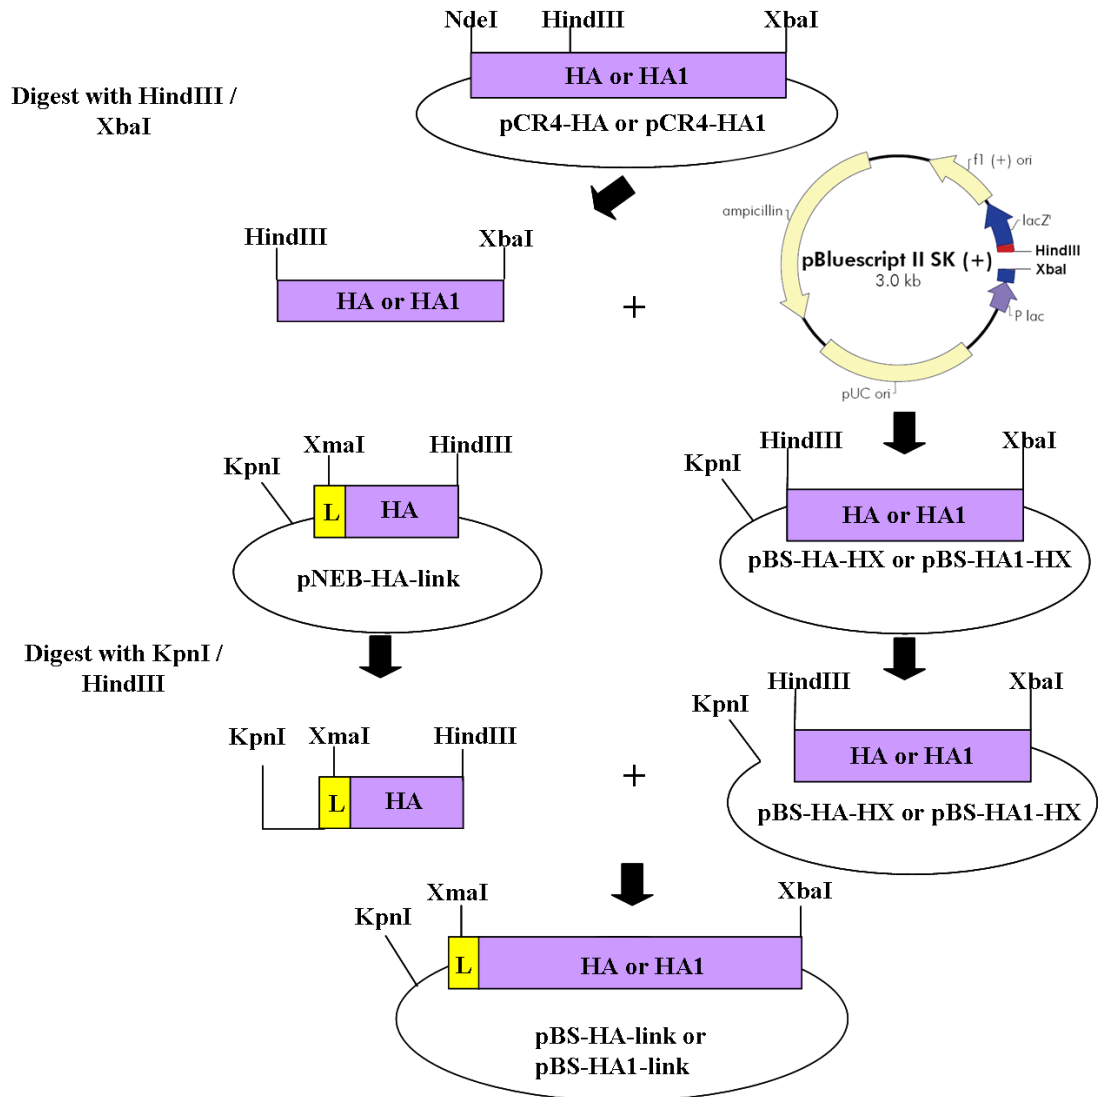 NdeI HindIII XbaI
HA or HA1
Digest with HindIII /
XbaI
pCR4-HA or pCR4-HA1
f1 (+) ori
ampicillin
lacZ'
HindIII
pBluescript II SK (+)
XbaI
3.0 kb
P lac
pUC ori
HindIII XbaI
HA or HA1
+
XmaI HindIII
KpnI
L HA
pNEB-HA-link
HindIII XbaI
KpnI
HA or HA1
pBS-HA-HX or pBS-HA1-HX
Digest with KpnI /
HindIII
KpnI XmaI HindIII
L HA
+
HindIII XbaI
KpnI
HA or HA1
pBS-HA-HX or pBS-HA1-HX
XmaI XbaI
KpnI
L HA or HA1
pBS-HA-link or
pBS-HA1-link